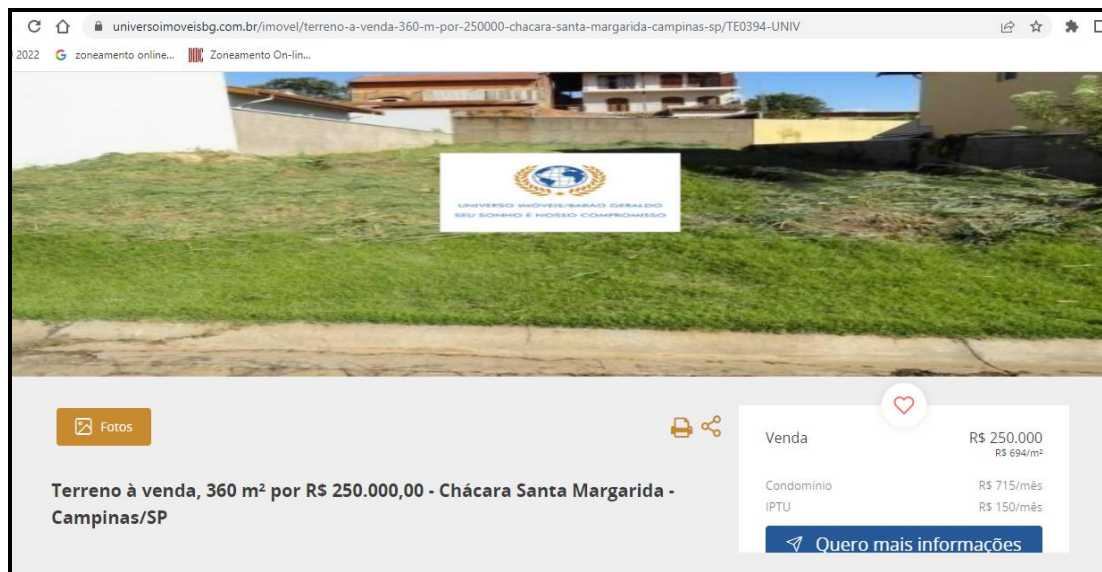 universoimoveisbg.com.br/imovel/terreno-a-venda-360-m-por-250000-chacara-santa-margarida-campinas-sp/TE0394-UNIV
2022 zoneamento online... Zoneamento On-lin...
UNIVERSO IMÓVEIS/BARÃO GERALDO
SEU SONHO É NOSSO COMPROMISSO
Fotos
Terreno à venda, 360 m² por R$ 250.000,00 - Chácara Santa Margarida -
Campinas/SP
Venda R$ 250.000
R$ 694/m²
Condomínio R$ 715/mês
IPTU R$ 150/mês
Quero mais informações